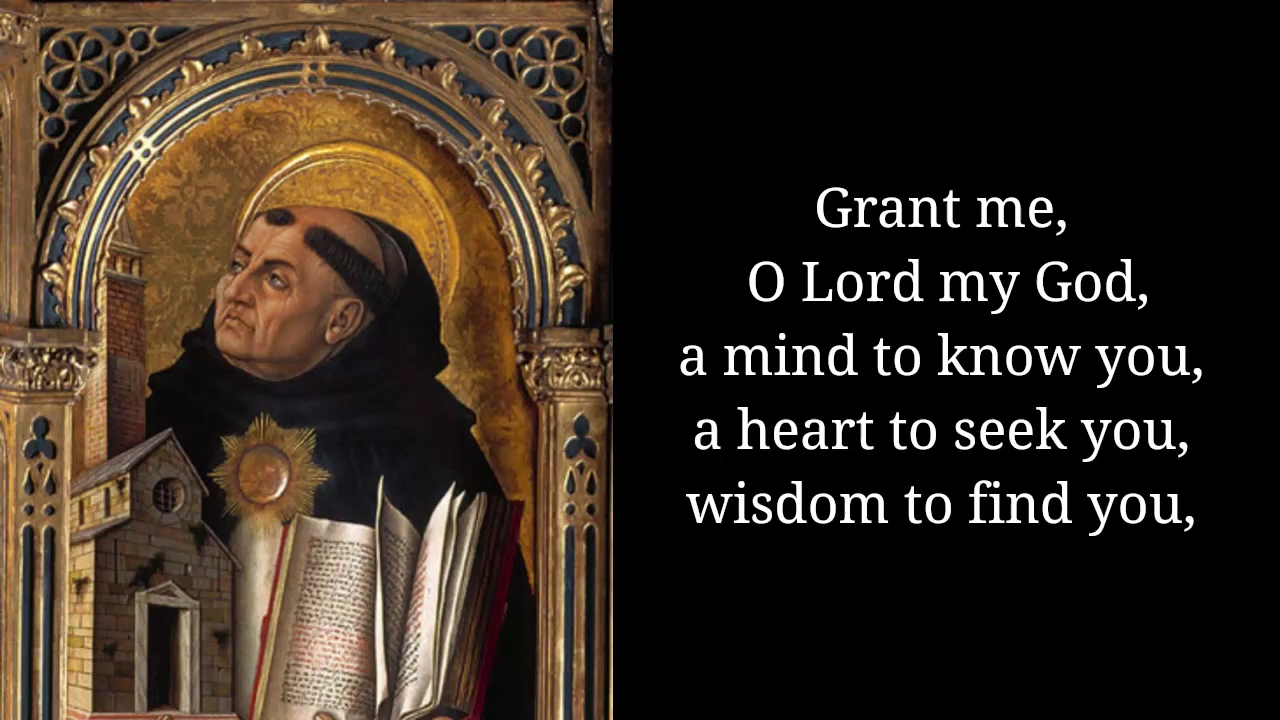 Grant me,
O Lord my God,
a mind to know you,
a heart to seek you,
wisdom to find you,